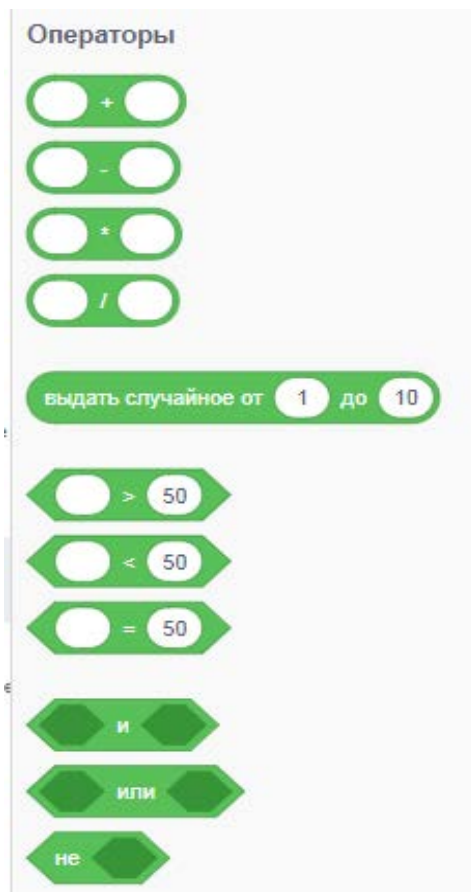 Операторы
+
-
*
/
выдать случайное от 1 до 10
> 50
< 50
= 50
и
или
не